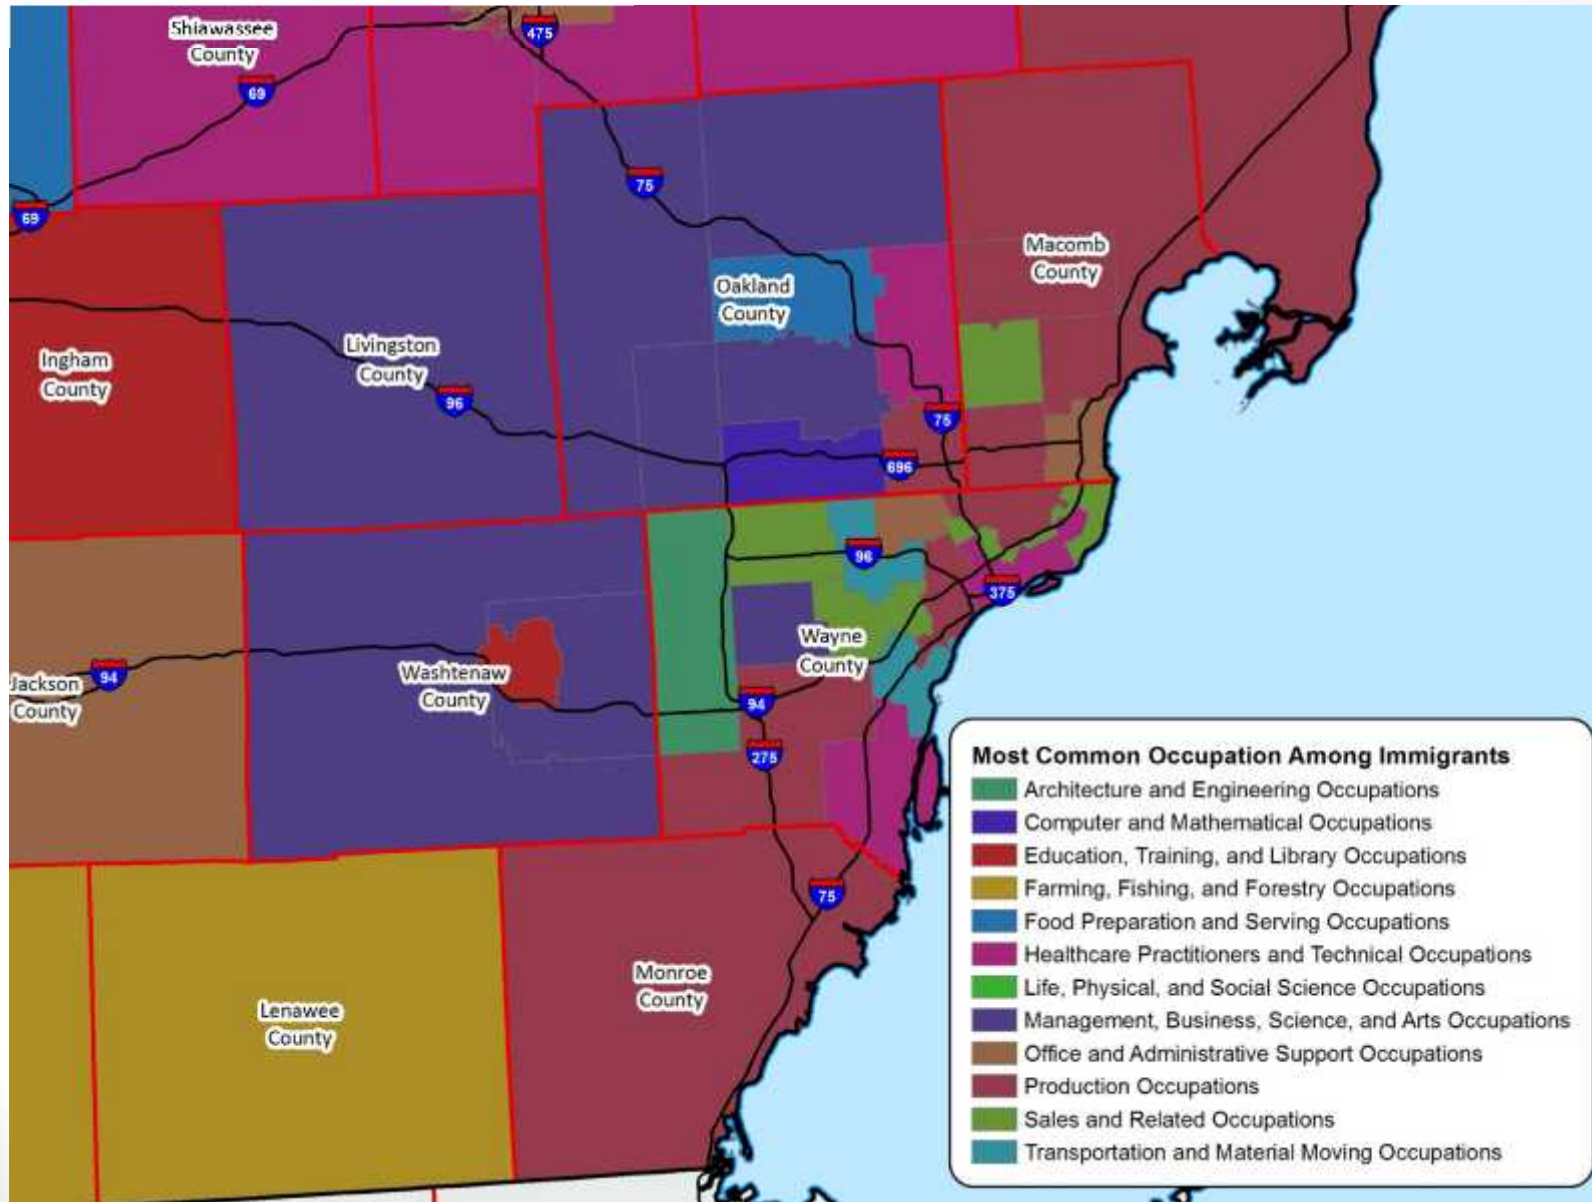 Shiawassee
County
475
69
75
69
Macomb
County
Oakland
County
Livingston
County
Ingham
County
96
75
696
96
375
Wayne
County
Washtenaw
County
94
Jackson
County
94
275
75
Monroe
County
Lenawee
County
Most Common Occupation Among Immigrants
Architecture and Engineering Occupations
Computer and Mathematical Occupations
Education, Training, and Library Occupations
Farming, Fishing, and Forestry Occupations
Food Preparation and Serving Occupations
Healthcare Practitioners and Technical Occupations
Life, Physical, and Social Science Occupations
Management, Business, Science, and Arts Occupations
Office and Administrative Support Occupations
Production Occupations
Sales and Related Occupations
Transportation and Material Moving Occupations